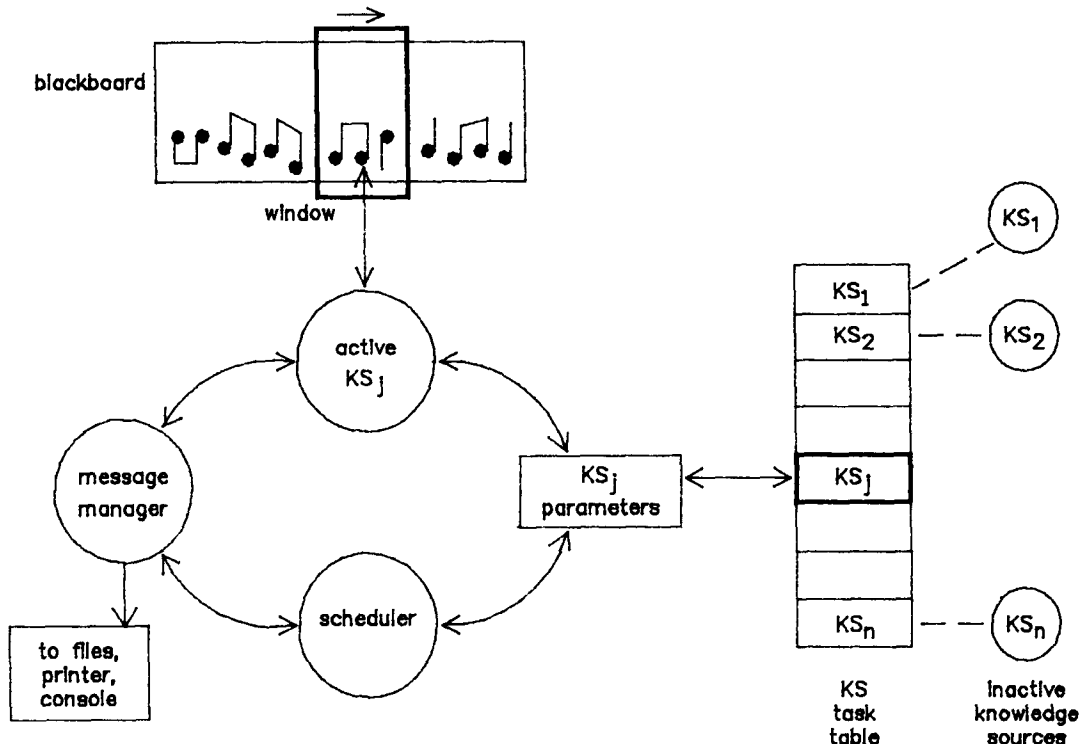 blackboard
window
KS1
KS1
active
KSj
KS2
KS2
message
manager
KSj
parameters
KSj
scheduler
KSn
KSn
to files,
printer,
console
KS
task
table
inactive
knowledge
sources